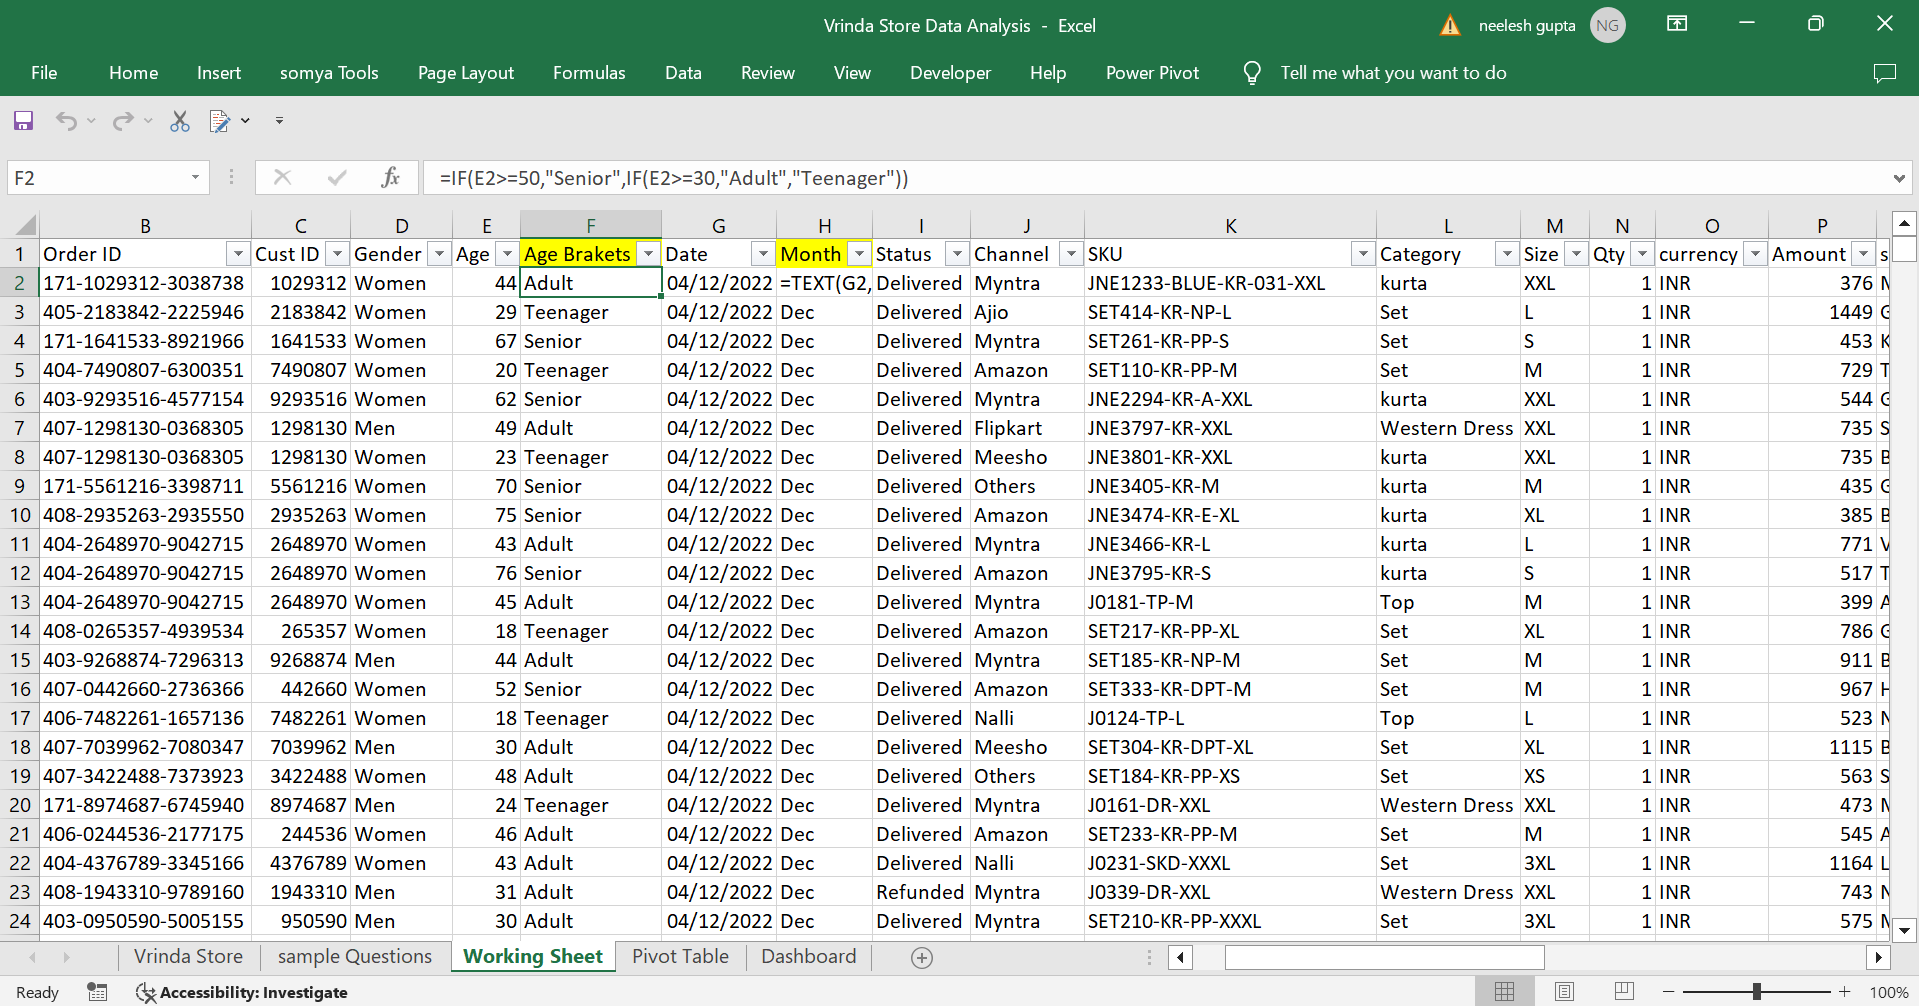 Vrinda Store Data Analysis - Excel
neelesh gupta NG
File Home Insert somya Tools Page Layout Formulas Data Review View Developer Help Power Pivot Tell me what you want to do
F2 fx =IF(E2>=50,"Senior",IF(E2>=30,"Adult","Teenager"))
B C D E F G H I J K L M N O P
1 Order ID Cust ID Gender Age Age Brakets Date Month Status Channel SKU Category Size Qty currency Amount s
2 171-1029312-3038738 1029312 Women 44 Adult 04/12/2022 =TEXT(G2, Delivered Myntra JNE1233-BLUE-KR-031-XXL kurta XXL 1 INR 376
3 405-2183842-2225946 2183842 Women 29 Teenager 04/12/2022 Dec Delivered Ajio SET414-KR-NP-L Set L 1 INR 1449
4 171-1641533-8921966 1641533 Women 67 Senior 04/12/2022 Dec Delivered Myntra SET261-KR-PP-S Set S 1 INR 453
5 404-7490807-6300351 7490807 Women 20 Teenager 04/12/2022 Dec Delivered Amazon SET110-KR-PP-M Set M 1 INR 729
6 403-9293516-4577154 9293516 Women 62 Senior 04/12/2022 Dec Delivered Myntra JNE2294-KR-A-XXL kurta XXL 1 INR 544
7 407-1298130-0368305 1298130 Men 49 Adult 04/12/2022 Dec Delivered Flipkart JNE3797-KR-XXL Western Dress XXL 1 INR 735
8 407-1298130-0368305 1298130 Women 23 Teenager 04/12/2022 Dec Delivered Meesho JNE3801-KR-XXL kurta XXL 1 INR 735
9 171-5561216-3398711 5561216 Women 70 Senior 04/12/2022 Dec Delivered Others JNE3405-KR-M kurta M 1 INR 435
10 408-2935263-2935550 2935263 Women 75 Senior 04/12/2022 Dec Delivered Amazon JNE3474-KR-E-XL kurta XL 1 INR 385
11 404-2648970-9042715 2648970 Women 43 Adult 04/12/2022 Dec Delivered Myntra JNE3466-KR-L kurta L 1 INR 771
12 404-2648970-9042715 2648970 Women 76 Senior 04/12/2022 Dec Delivered Amazon JNE3795-KR-S kurta S 1 INR 517
13 404-2648970-9042715 2648970 Women 45 Adult 04/12/2022 Dec Delivered Myntra J0181-TP-M Top M 1 INR 399
14 408-0265357-4939534 265357 Women 18 Teenager 04/12/2022 Dec Delivered Amazon SET217-KR-PP-XL Set XL 1 INR 786
15 403-9268874-7296313 9268874 Men 44 Adult 04/12/2022 Dec Delivered Myntra SET185-KR-NP-M Set M 1 INR 911
16 407-0442660-2736366 442660 Women 52 Senior 04/12/2022 Dec Delivered Amazon SET333-KR-DPT-M Set M 1 INR 967
17 406-7482261-1657136 7482261 Women 18 Teenager 04/12/2022 Dec Delivered Nalli J0124-TP-L Top L 1 INR 523
18 407-7039962-7080347 7039962 Men 30 Adult 04/12/2022 Dec Delivered Meesho SET304-KR-DPT-XL Set XL 1 INR 1115
19 407-3422488-7373923 3422488 Women 48 Adult 04/12/2022 Dec Delivered Others SET184-KR-PP-XS Set XS 1 INR 563
20 171-8974687-6745940 8974687 Men 24 Teenager 04/12/2022 Dec Delivered Myntra J0161-DR-XXL Western Dress XXL 1 INR 473
21 406-0244536-2177175 244536 Women 46 Adult 04/12/2022 Dec Delivered Amazon SET233-KR-PP-M Set M 1 INR 545
22 404-4376789-3345166 4376789 Women 43 Adult 04/12/2022 Dec Delivered Nalli J0231-SKD-XXXL Set 3XL 1 INR 1164
23 408-1943310-9789160 1943310 Men 31 Adult 04/12/2022 Dec Refunded Myntra J0339-DR-XXL Western Dress XXL 1 INR 743
24 403-0950590-5005155 950590 Men 30 Adult 04/12/2022 Dec Delivered Myntra SET210-KR-PP-XXXL Set 3XL 1 INR 575
Vrinda Store sample Questions Working Sheet Pivot Table Dashboard
Ready Accessibility: Investigate 100%